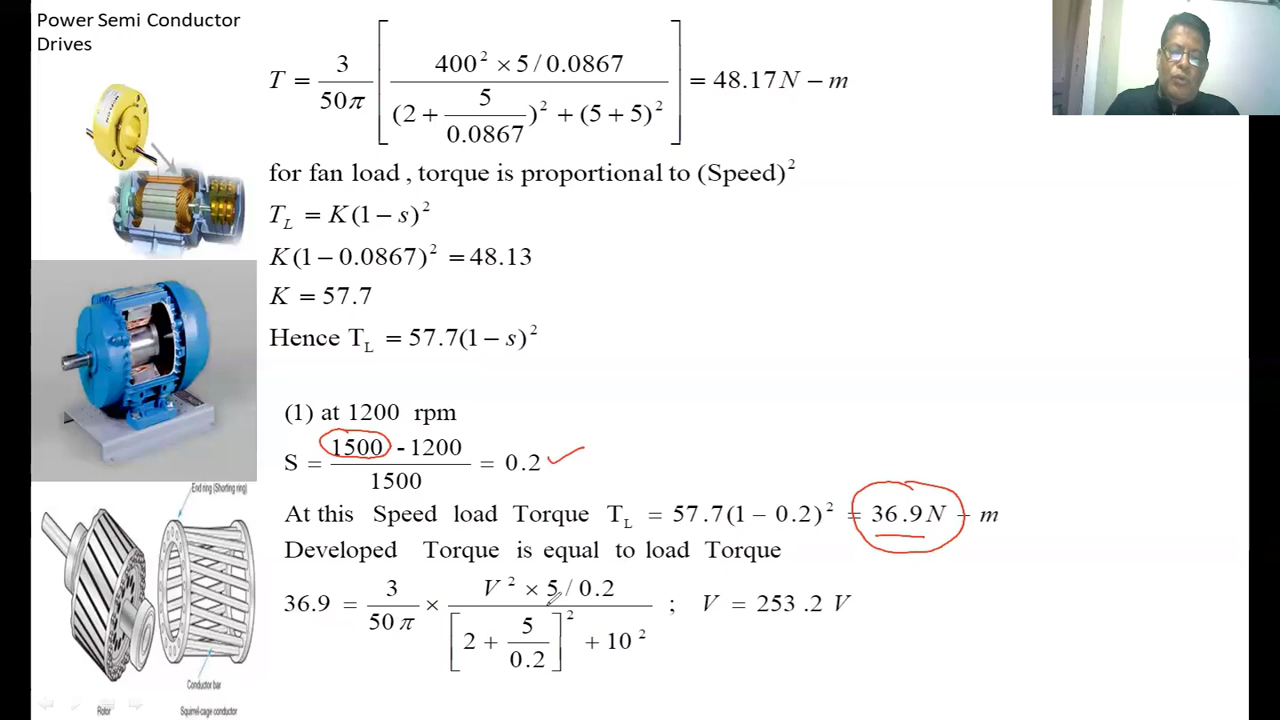 Power Semi Conductor
Drives
T = 3/50π [ 400² × 5 / 0.0867 / (2 + 5/0.0867)² + (5 + 5)² ] = 48.17 N − m
for fan load , torque is proportional to (Speed)²
T_L = K(1 − s)²
K(1 − 0.0867)² = 48.13
K = 57.7
Hence T_L = 57.7(1 − s)²
(1) at 1200 rpm
S = 1500 - 1200 / 1500 = 0.2
At this Speed load Torque T_L = 57.7(1 − 0.2)² = 36.9 N − m
Developed Torque is equal to load Torque
36.9 = 3/50π × V² × 5 / 0.2 / [2 + 5/0.2]² + 10² ; V = 253.2 V
End ring (Shorting ring)
Conductor bar
Rotor
Squirrel-cage conductor